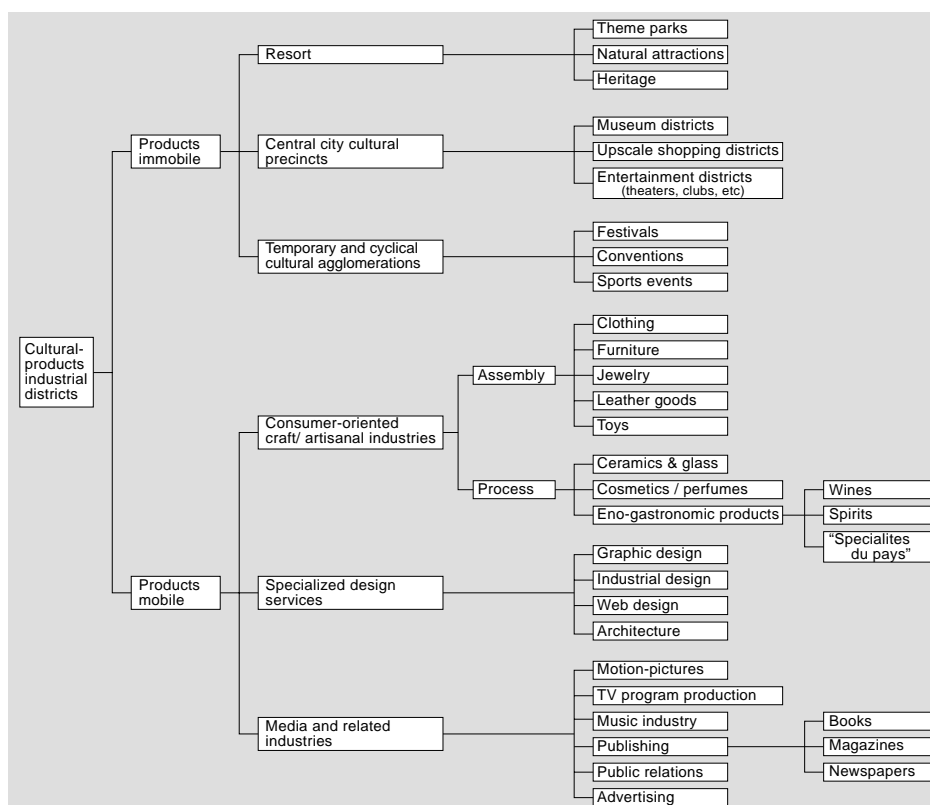 Theme parks
Resort
Natural attractions
Heritage
Museum districts
Products
immobile
Central city cultural
precincts
Upscale shopping districts
Entertainment districts
(theaters, clubs, etc)
Festivals
Temporary and cyclical
cultural agglomerations
Conventions
Sports events
Clothing
Cultural-
products
industrial
districts
Furniture
Assembly
Jewelry
Leather goods
Consumer-oriented
craft/ artisanal industries
Toys
Ceramics & glass
Process
Cosmetics / perfumes
Wines
Eno-gastronomic products
Spirits
“Specialites
du pays”
Graphic design
Products
mobile
Specialized design
services
Industrial design
Web design
Architecture
Motion-pictures
TV program production
Media and related
industries
Music industry
Books
Publishing
Magazines
Public relations
Newspapers
Advertising